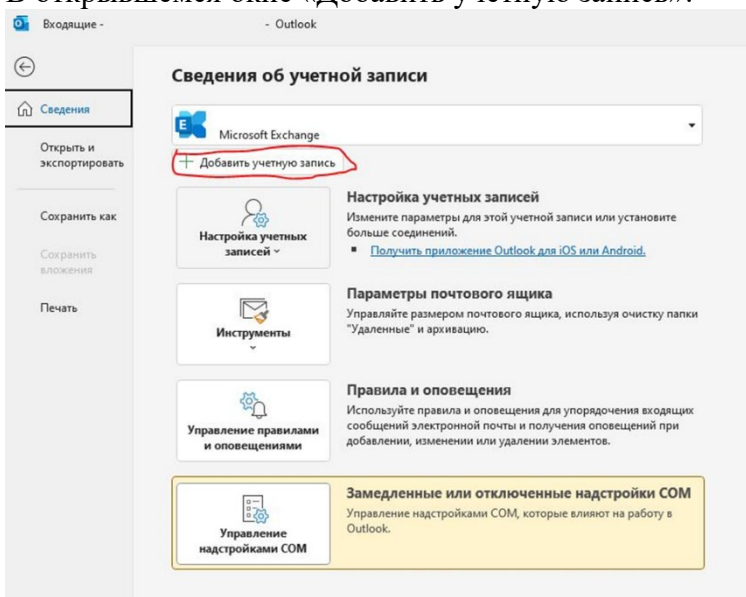 В открывшемся окне «Добавить учетную запись».
Входящие - - Outlook
Сведения об учетной записи
Сведения
Microsoft Exchange
Добавить учетную запись
Открыть и
экспортировать
Сохранить как
Сохранить
вложения
Печать
Настройка учетных
записей
Настройка учетных записей
Измените параметры для этой учетной записи или установите
больше соединений.
Получить приложение Outlook для iOS или Android.
Инструменты
Параметры почтового ящика
Управляйте размером почтового ящика, используя очистку папки
"Удаленные" и архивацию.
Управление правилами
и оповещениями
Правила и оповещения
Используйте правила и оповещения для упорядочения входящих
сообщений электронной почты и получения оповещений при
добавлении, изменении или удалении элементов.
Управление
надстройками COM
Замедленные или отключенные надстройки COM
Управление надстройками COM, которые влияют на работу в
Outlook.